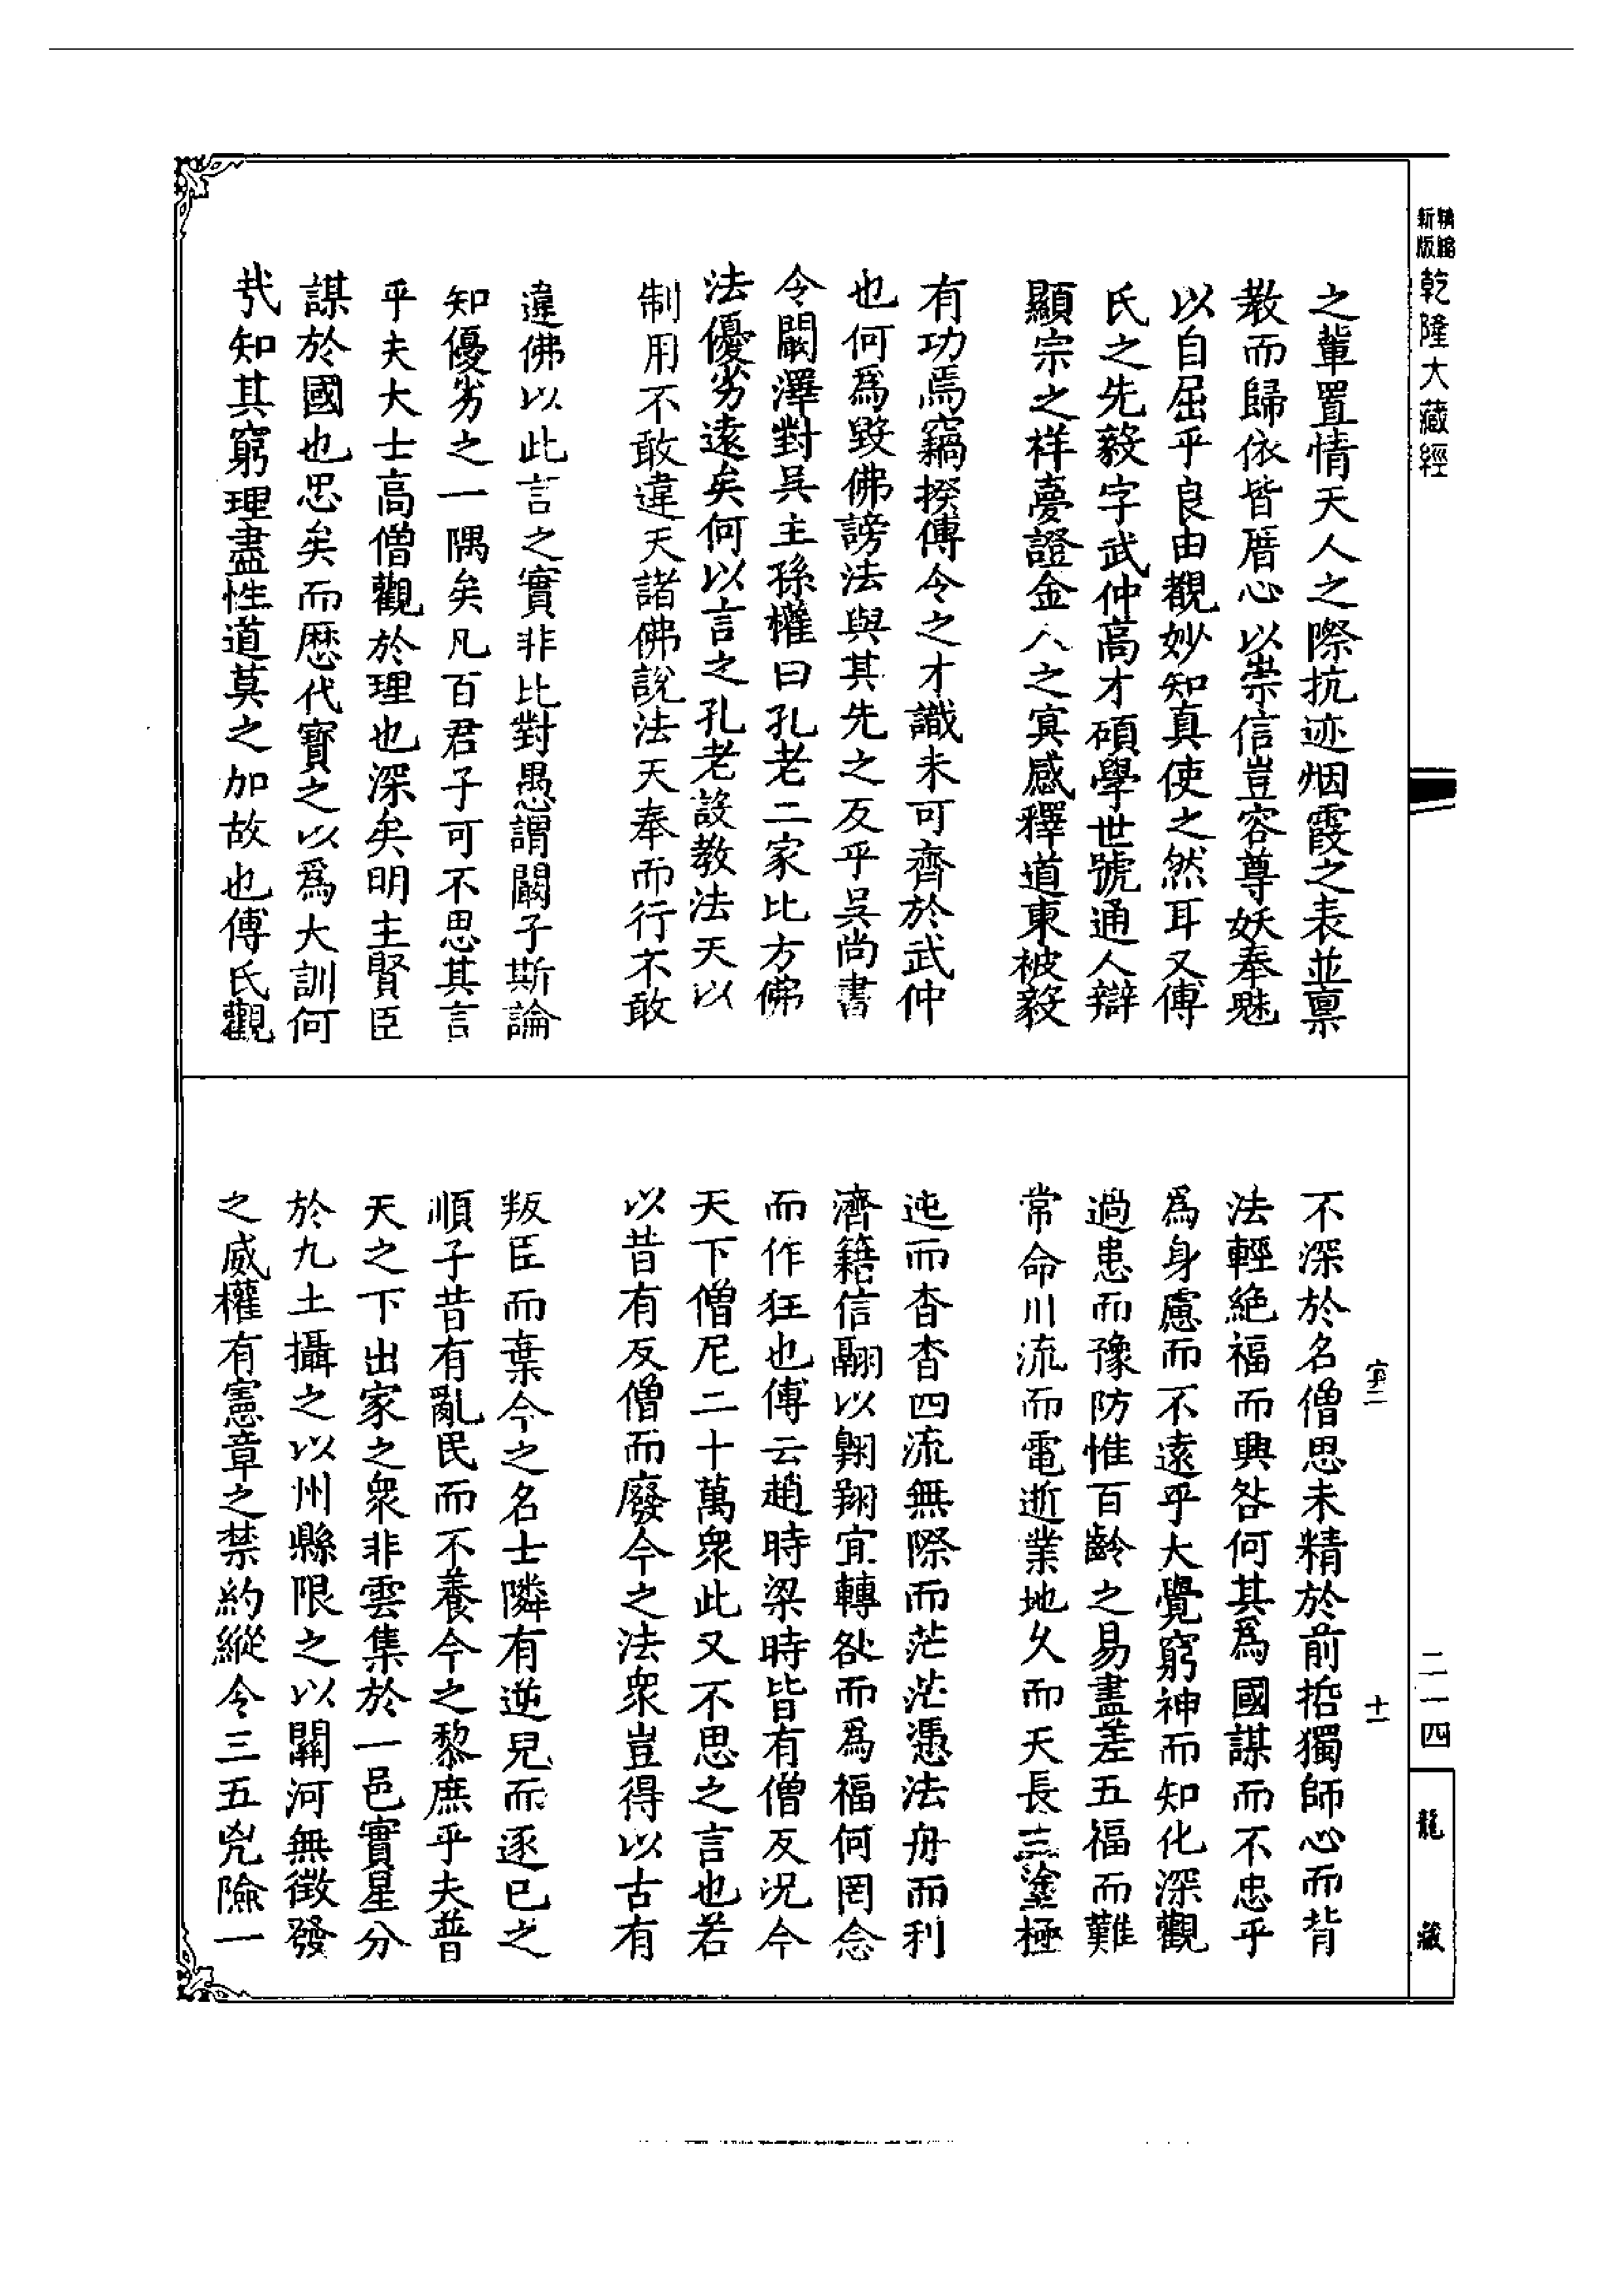 新版精縮
乾隆大藏經
之輩置情天人之際抗迹烟霞之表並稟
教而歸依皆厝心以崇信豈容尊妖奉魅
以自屈乎良由覩妙知真使之然耳又傅
氏之先毅字武仲高才碩學世號通人辯
顯宗之祥夢證金人之冥感釋道東被毅
有功焉竊揆傅令之才識未可齊於武仲
也何為毀佛謗法與其先之反乎吳尚書
令闞澤對吳主孫權曰孔老二家比方佛
法優劣遠矣何以言之孔老設教法天以
制用不敢違天諸佛說法天奉而行不敢
違佛以此言之實非比對愚謂闞子斯論
知優劣之一隅矣凡百君子可不思其言
乎夫大士高僧觀於理也深矣明主賢臣
謀於國也忠矣而歷代寶之以為大訓何
哉知其窮理盡性道莫之加故也傅氏觀
不深於名僧思未精於前哲獨師心而背
法輕絕福而興咎何其為國謀而不忠乎
為身慮而不遠乎大覺窮神而知化深觀
過患而豫防惟百齡之易盡差五福而難
常命川流而電逝業地久而天長三塗極
迍而杳杳四流無際而茫茫憑法舟而利
濟籍信翮以翺翔宜轉咎而為福何罔念
而作狂也傅云趙時梁時皆有僧反況今
天下僧尼二十萬眾此又不思之言也若
以昔有反僧而廢今之法眾豈得以古有
叛臣而棄今之名士隣有逆兒而逐已之
順子昔有亂民而不養今之黎庶乎夫普
天之下出家之衆非雲集於一邑實星分
於九土攝之以州縣限之以關河無徵發
之威權有憲章之禁約縱令三五兇險一
二一四
十一
龍藏